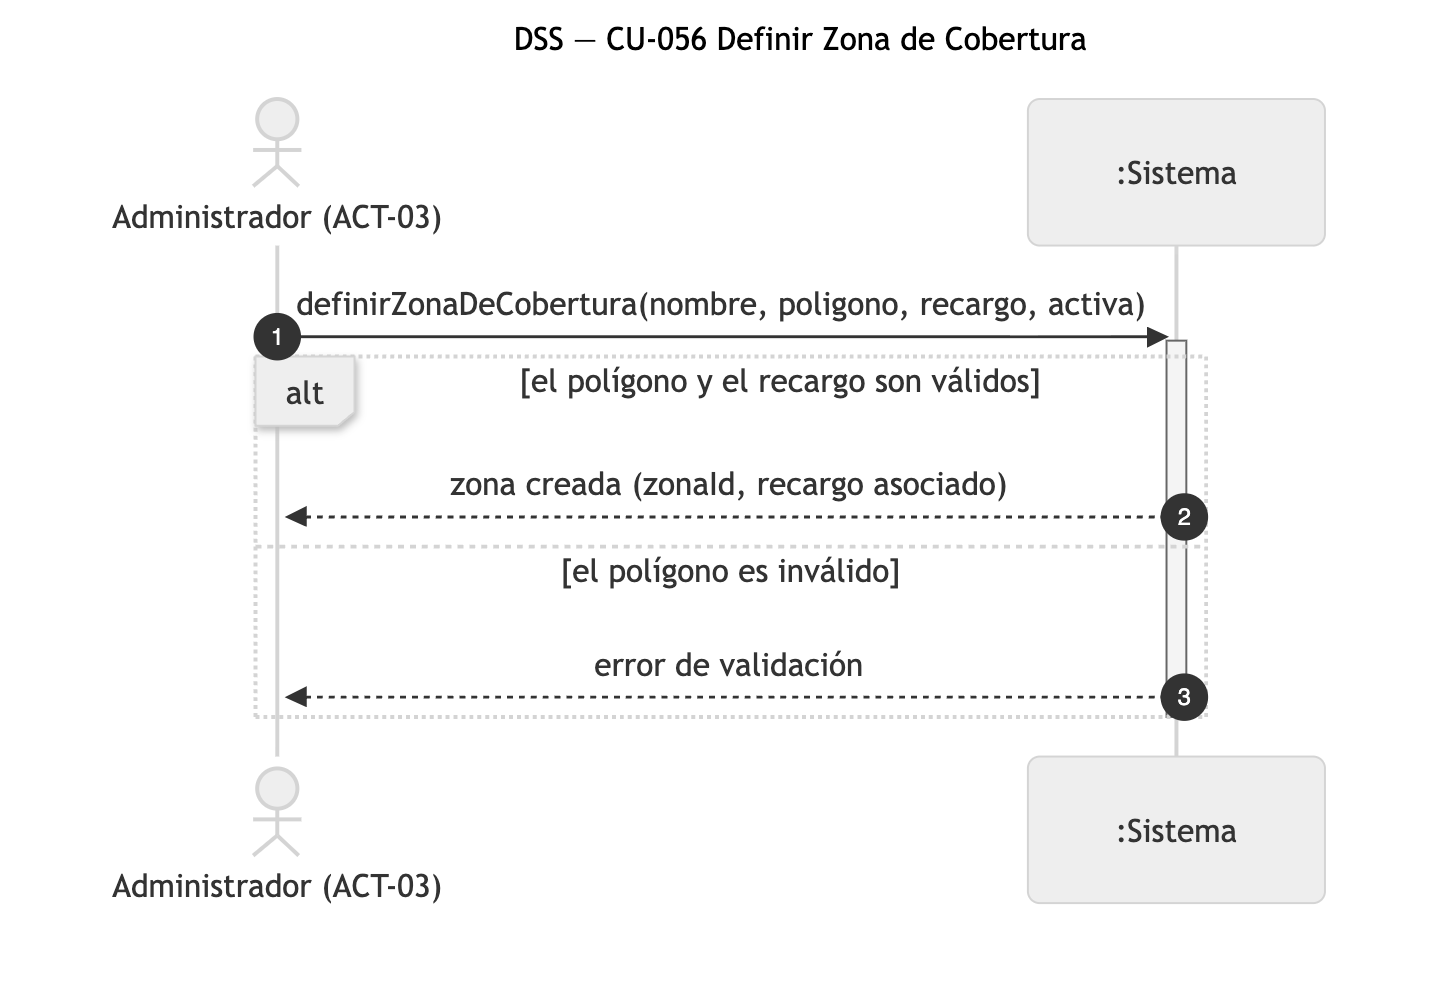 DSS — CU-056 Definir Zona de Cobertura
:Sistema
Administrador (ACT-03)
definirZonaDeCobertura(nombre, poligono, recargo, activa)
1
alt
[el polígono y el recargo son válidos]
zona creada (zonaId, recargo asociado)
2
[el polígono es inválido]
error de validación
3
:Sistema
Administrador (ACT-03)